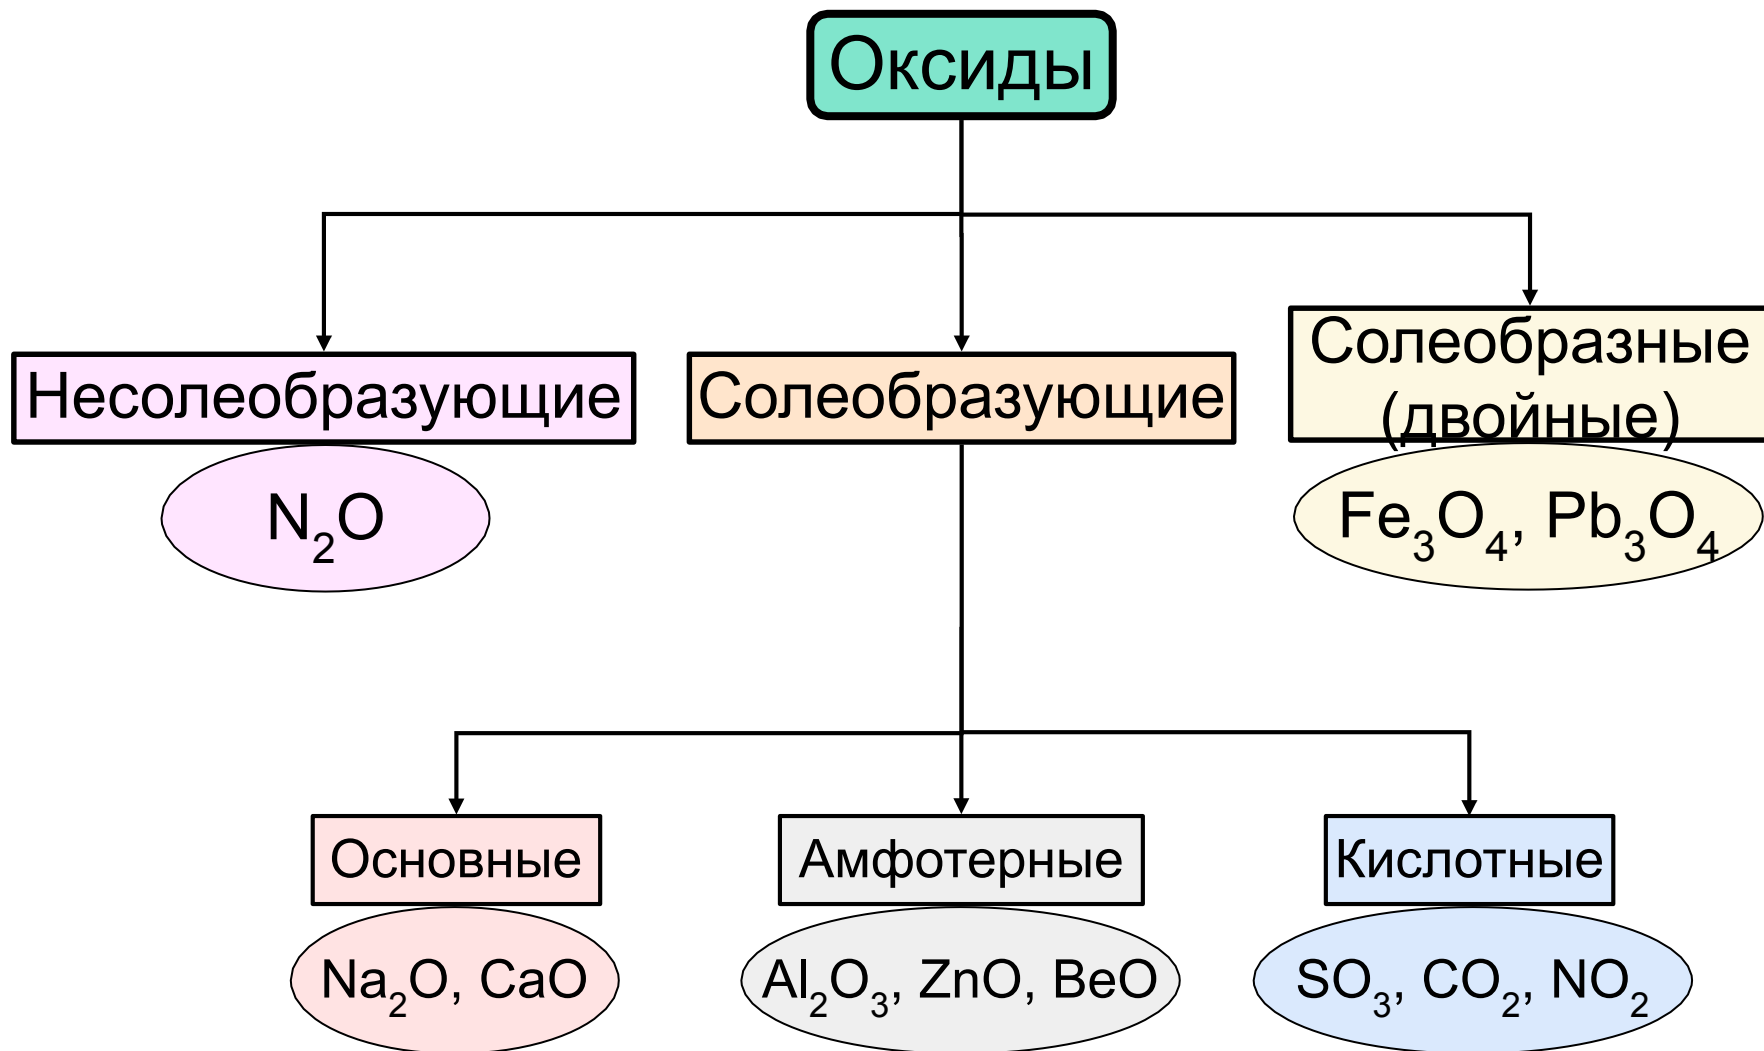 Оксиды
Несолеобразующие
Солеобразующие
Солеобразные
(двойные)
N₂O
Fe₃O₄, Pb₃O₄
Основные
Амфотерные
Кислотные
Na₂O, CaO
Al₂O₃, ZnO, BeO
SO₃, CO₂, NO₂